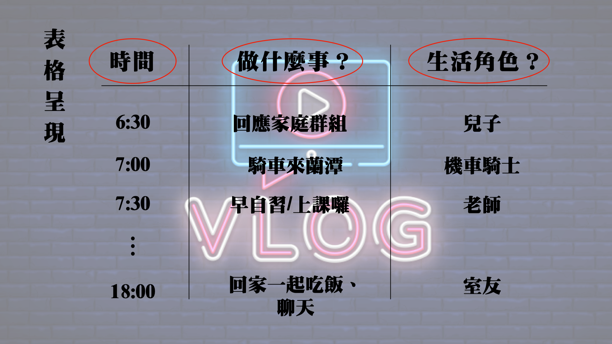 表格呈現
時間 做什麼事？ 生活角色？
6:30 回應家庭群組 兒子
7:00 騎車來蘭潭 機車騎士
7:30 早自習/上課囉 老師
⋮
18:00 回家一起吃飯、 室友
聊天
VLOG